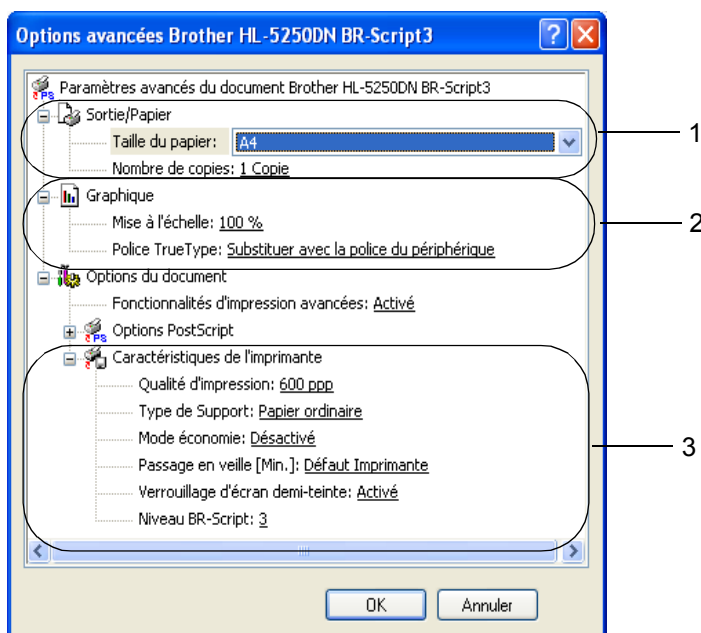 Options avancées Brother HL-5250DN BR-Script3
Paramètres avancés du document Brother HL-5250DN BR-Script3
Sortie/Papier
Taille du papier: A4
Nombre de copies: 1 Copie
1
Graphique
Mise à l'échelle: 100 %
Police TrueType: Substituer avec la police du périphérique
2
Options du document
Fonctionnalités d'impression avancées: Activé
Options PostScript
Caractéristiques de l'imprimante
Qualité d'impression: 600 ppp
Type de Support: Papier ordinaire
Mode économie: Désactivé
Passage en veille [Min.]: Défaut Imprimante
Verrouillage d'écran demi-teinte: Activé
Niveau BR-Script: 3
3
OK Annuler